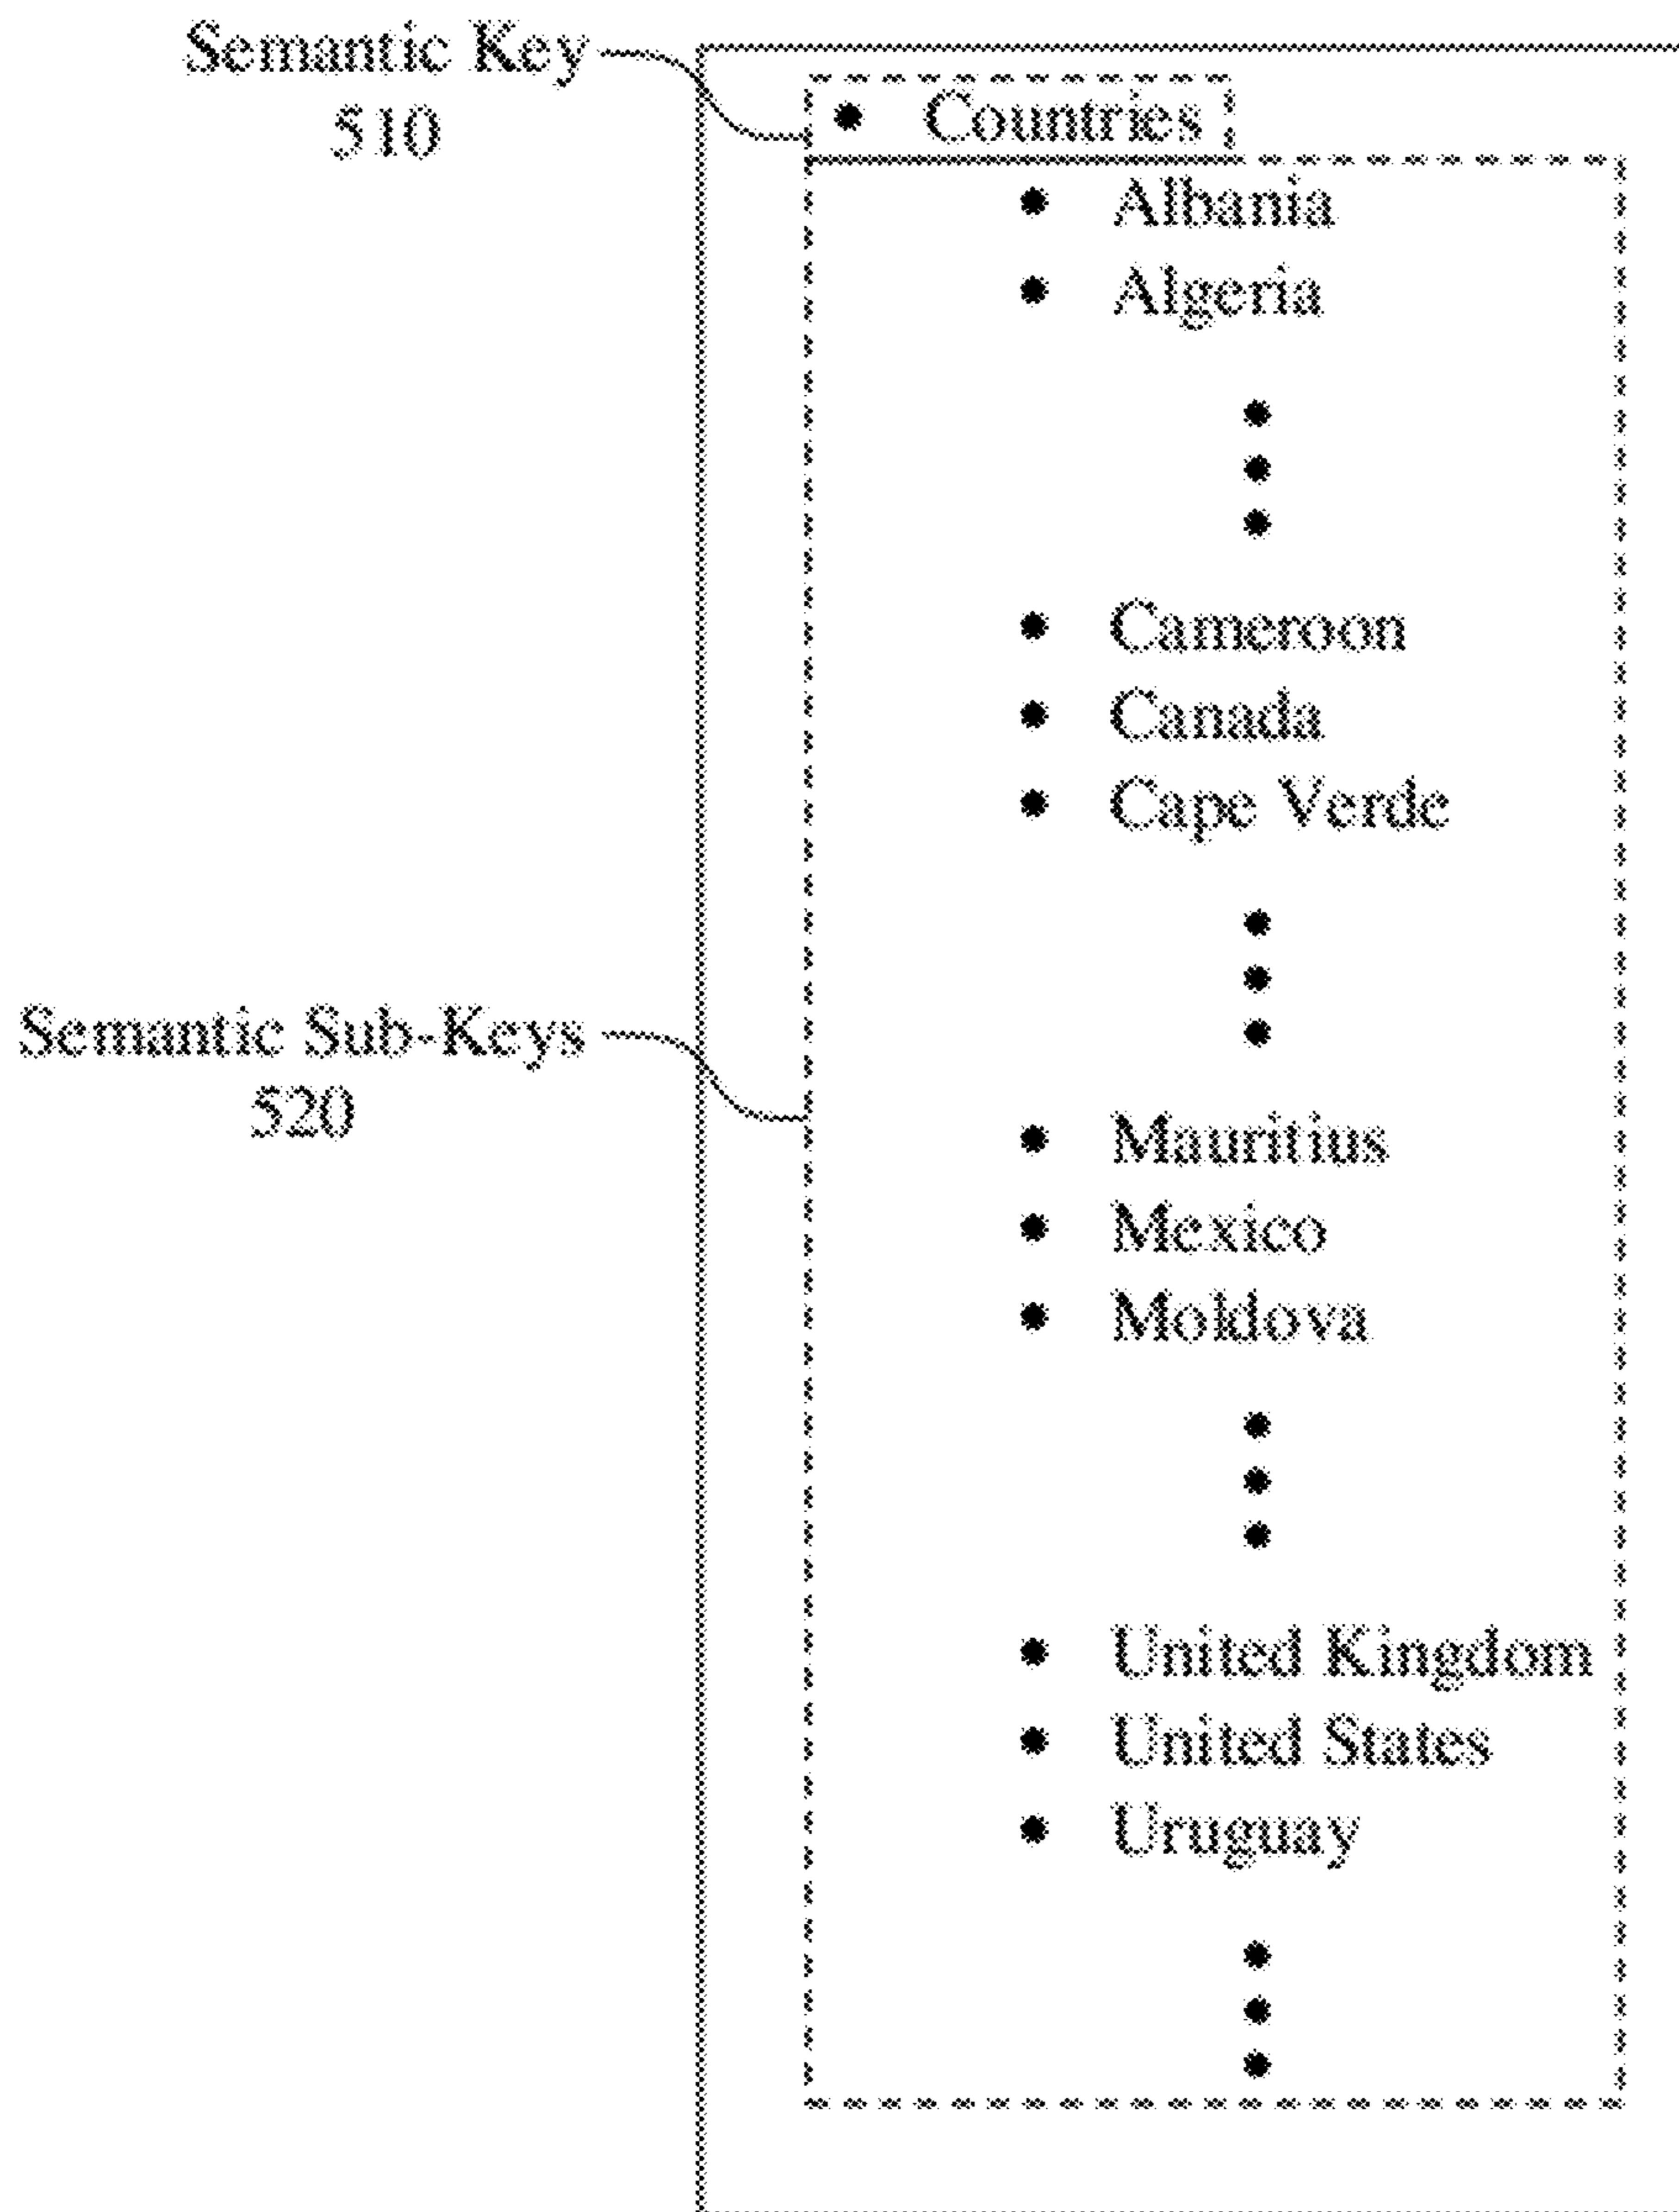 Semantic Key
510
• Countries
• Albania
• Algeria
• Cameroon
• Canada
• Cape Verde
Semantic Sub-Keys
520
• Mauritius
• Mexico
• Moldova
• United Kingdom
• United States
• Uruguay